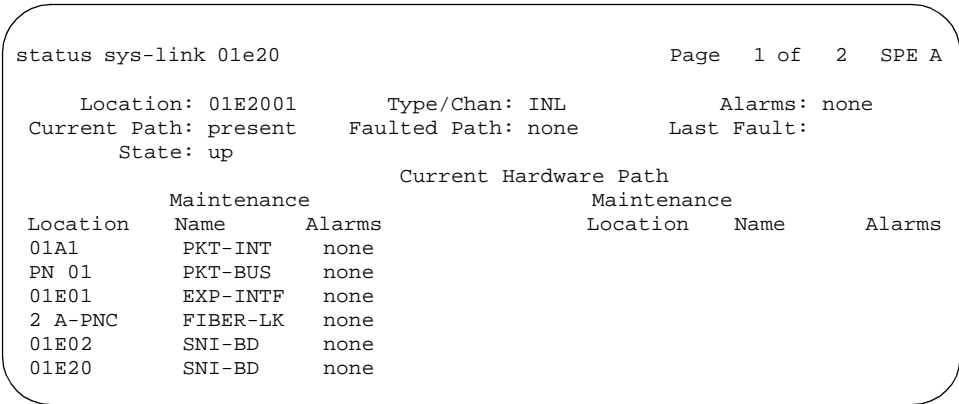 status sys-link 01e20 Page 1 of 2 SPE A
Location: 01E2001 Type/Chan: INL Alarms: none
Current Path: present Faulted Path: none Last Fault:
State: up
Current Hardware Path
Maintenance Maintenance
Location Name Alarms Location Name Alarms
01A1 PKT-INT none
PN 01 PKT-BUS none
01E01 EXP-INTF none
2 A-PNC FIBER-LK none
01E02 SNI-BD none
01E20 SNI-BD none